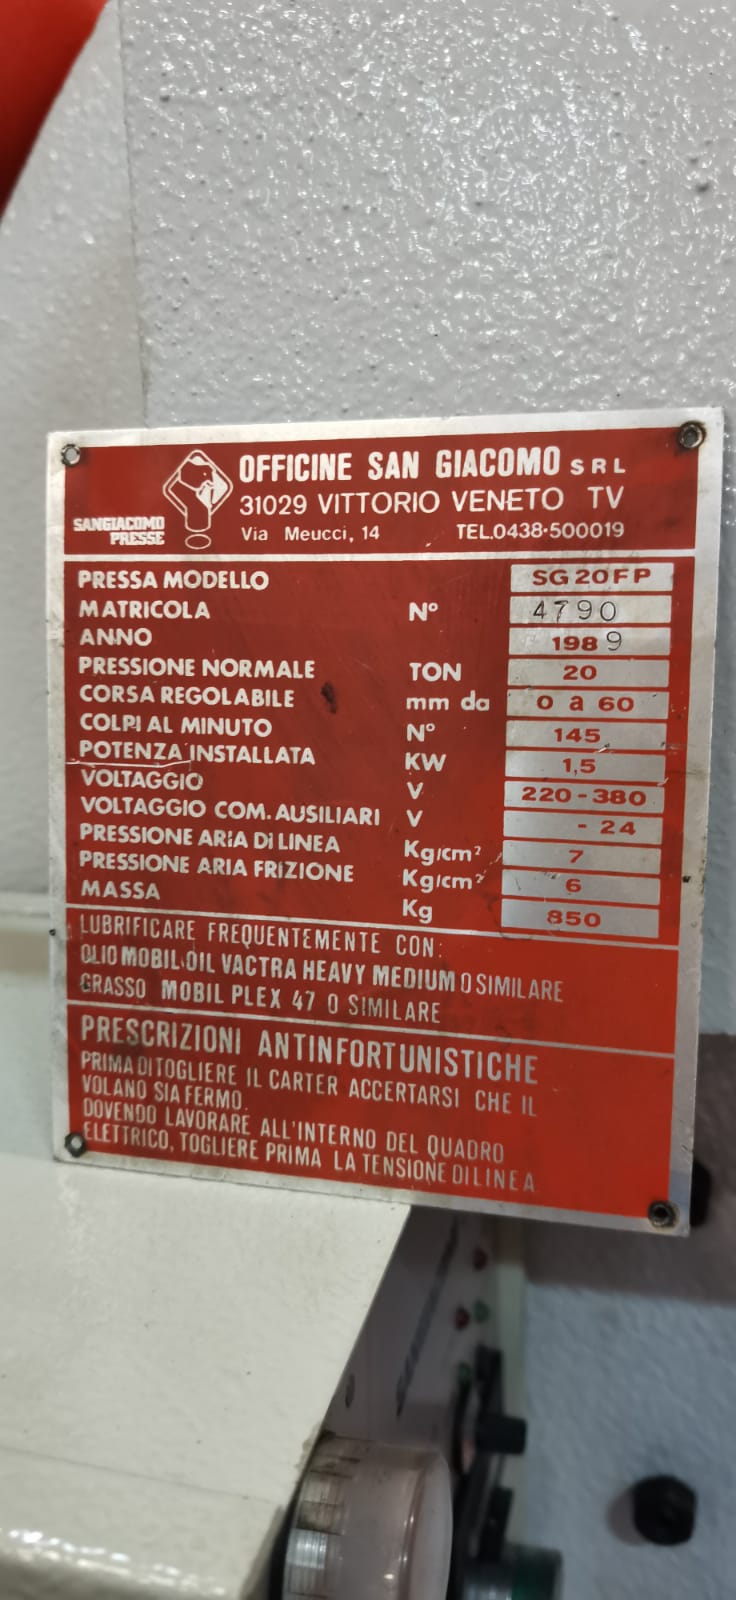 OFFICINE SAN GIACOMO SRL
31029 VITTORIO VENETO TV
SANGIACOMO
PRESSE
Via Meucci, 14 TEL.0438-500019
PRESSA MODELLO SG20FP
MATRICOLA N° 4790
ANNO 1989
PRESSIONE NORMALE TON 20
CORSA REGOLABILE mm da 0 a 60
COLPI AL MINUTO N° 145
POTENZA INSTALLATA KW 1,5
VOLTAGGIO V 220-380
VOLTAGGIO COM. AUSILIARI V - 24
PRESSIONE ARIA DI LINEA Kg/cm² 7
PRESSIONE ARIA FRIZIONE Kg/cm² 6
MASSA Kg 850
LUBRIFICARE FREQUENTEMENTE CON:
OLIO MOBIL OIL VACTRA HEAVY MEDIUM O SIMILARE
GRASSO MOBIL PLEX 47 O SIMILARE
PRESCRIZIONI ANTINFORTUNISTICHE
PRIMA DI TOGLIERE IL CARTER ACCERTARSI CHE IL
VOLANO SIA FERMO.
DOVENDO LAVORARE ALL'INTERNO DEL QUADRO
ELETTRICO, TOGLIERE PRIMA LA TENSIONE DI LINEA